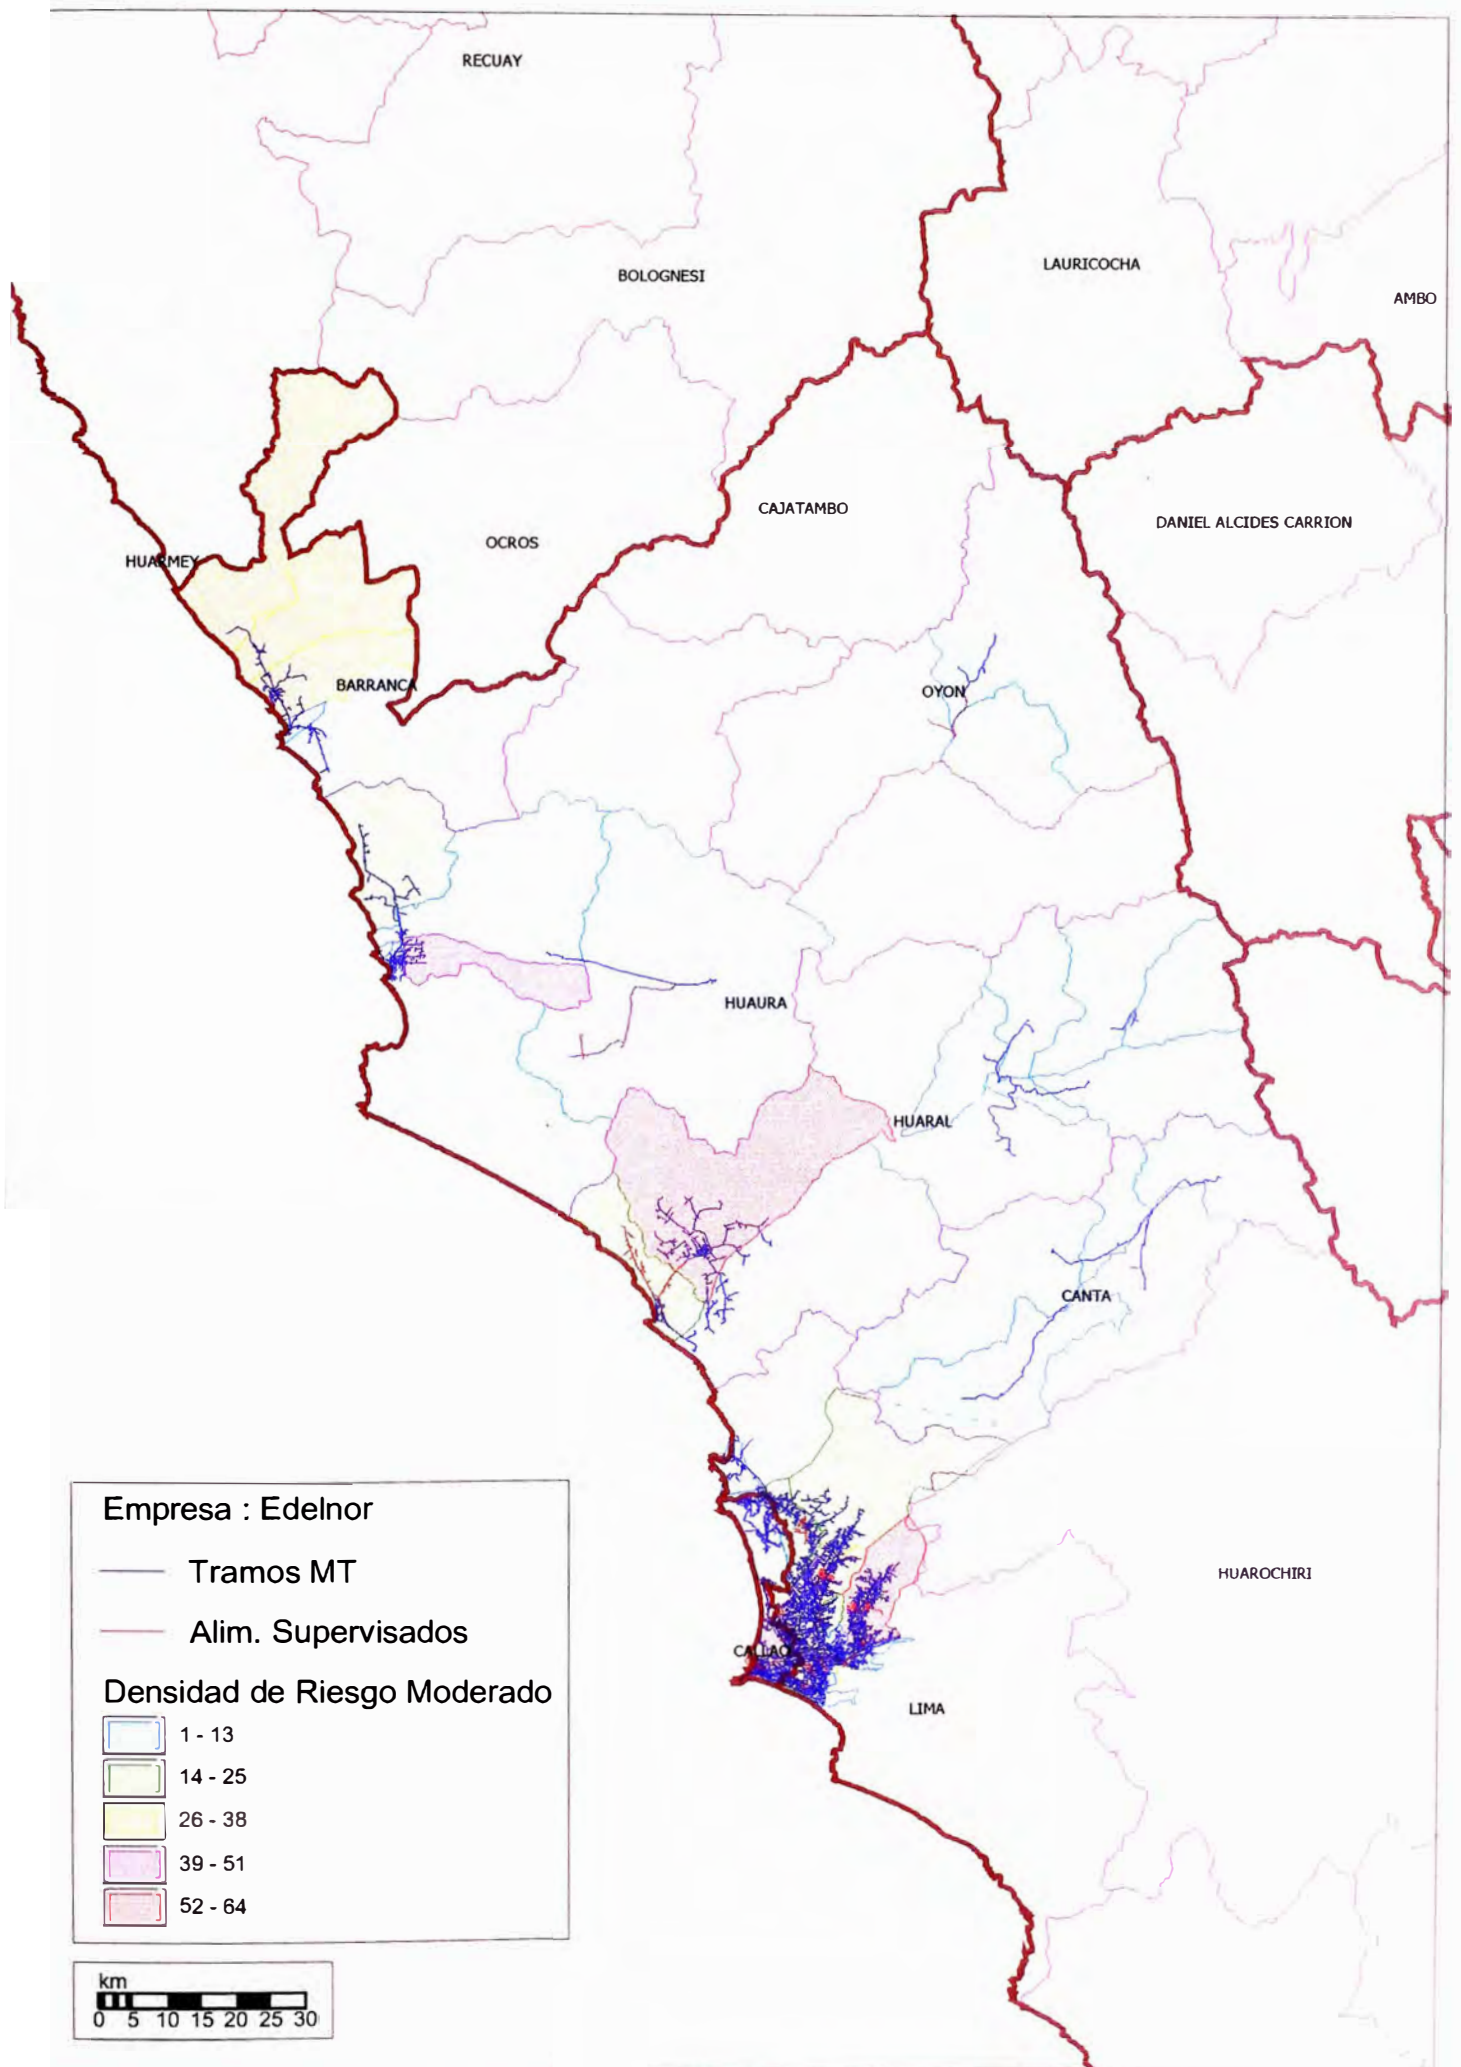 RECUAY
LAURICOCHA
BOLOGNESI
AMBO
CAJATAMBO
DANIEL ALCIDES CARRION
OCROS
HUARMEY
BARRANCA
OYON
HUAURA
HUARAL
CANTA
HUAROCHIRI
CALLAO
LIMA
Empresa : Edelnor
Tramos MT
Alim. Supervisados
Densidad de Riesgo Moderado
1 - 13
14 - 25
26 - 38
39 - 51
52 - 64
km
0 5 10 15 20 25 30